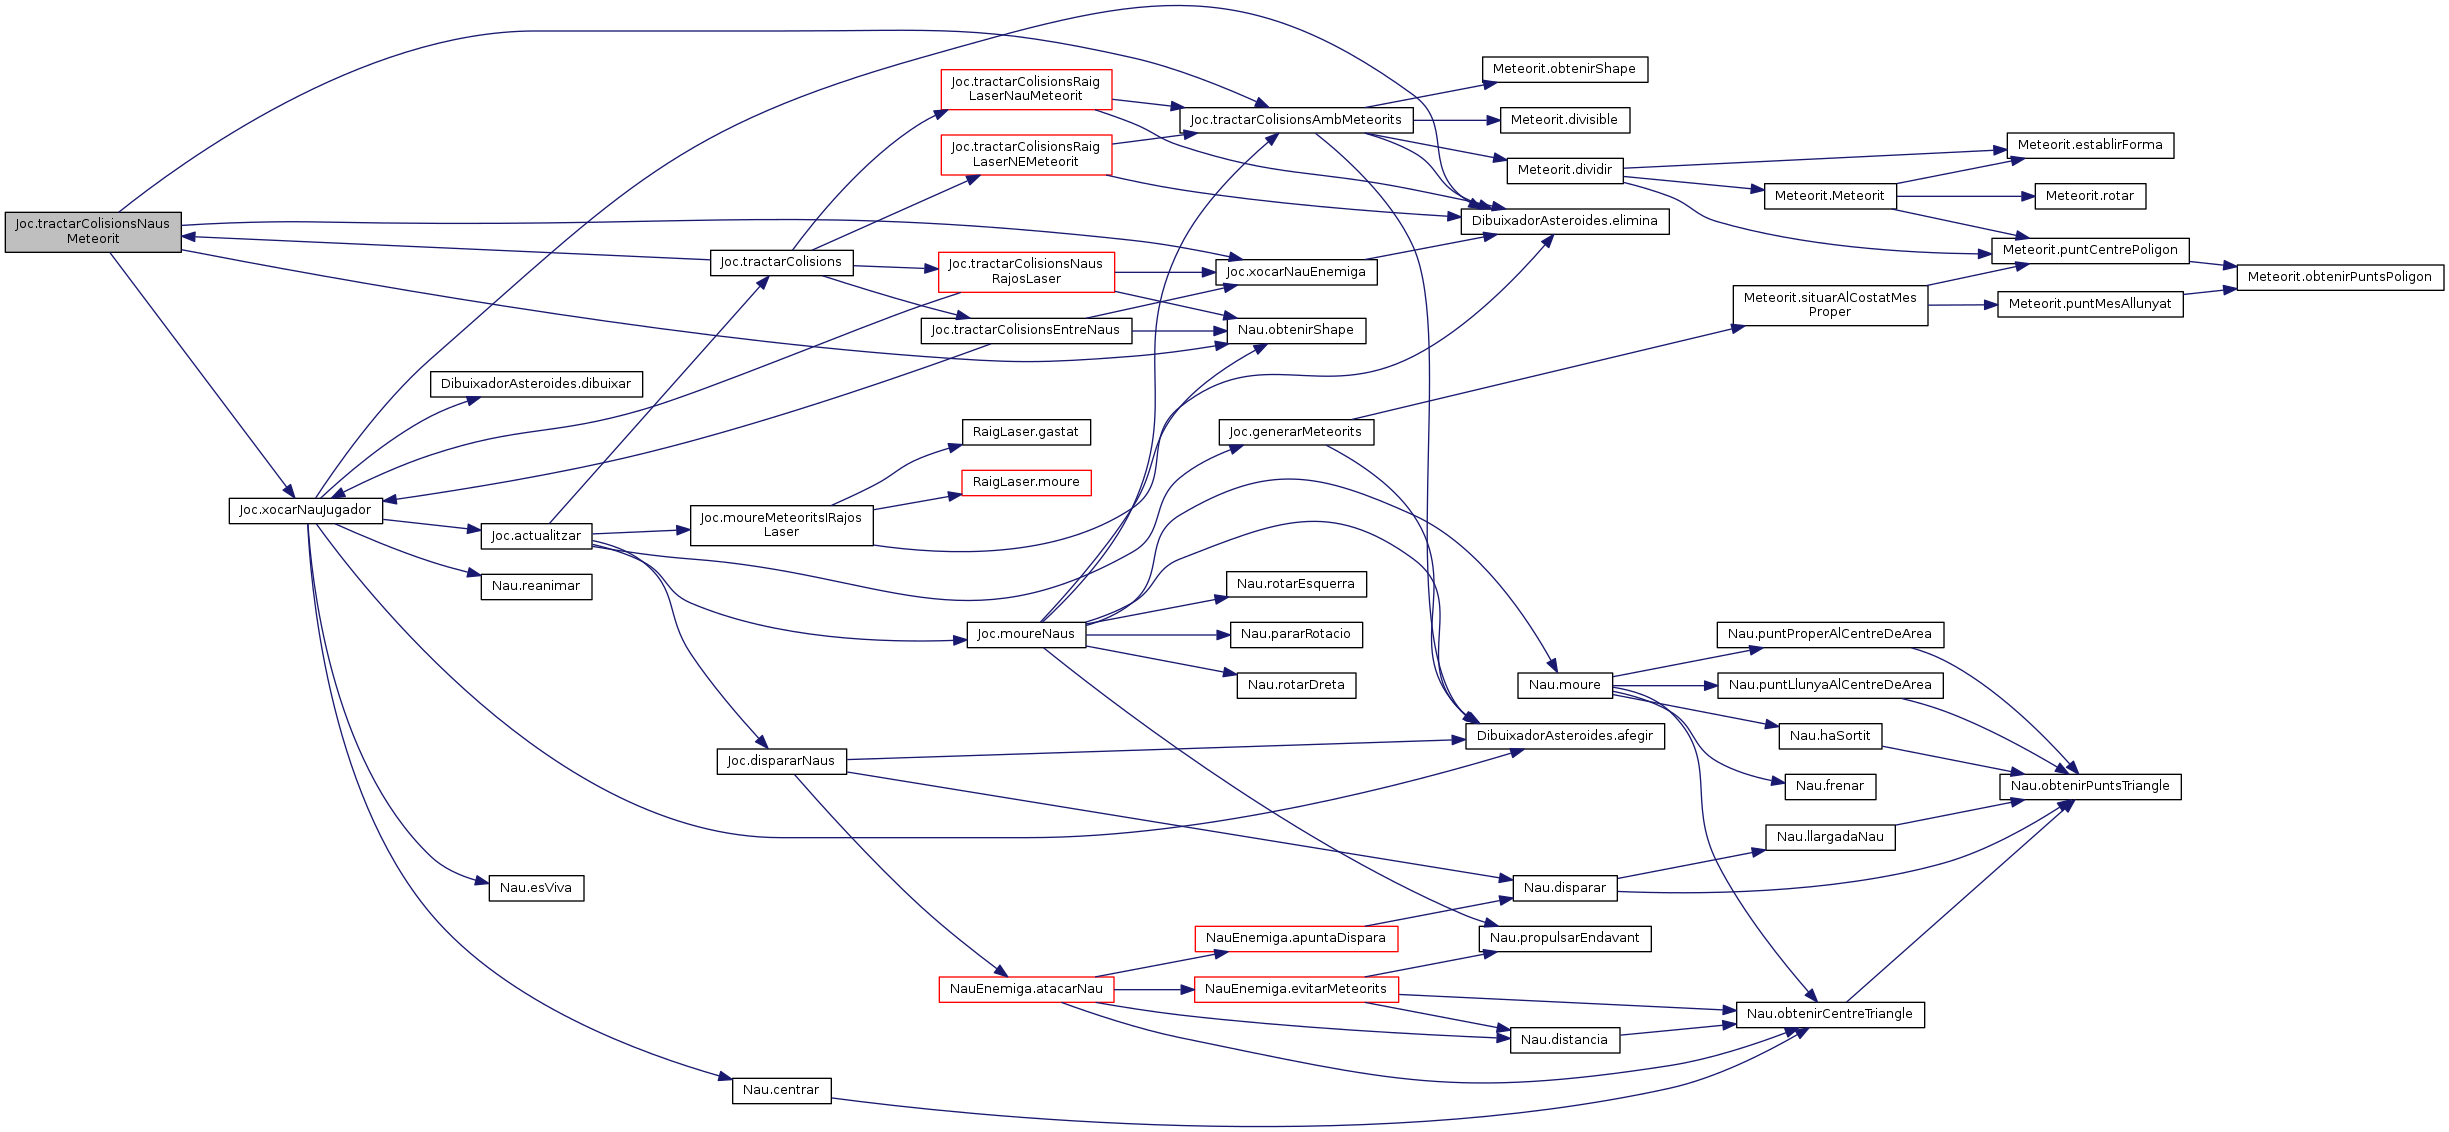 Joc.tractarColisionsNaus
Meteorit
Joc.xocarNauJugador
DibuixadorAsteroides.dibuixar
Joc.actualitzar
Nau.reanimar
Nau.esViva
Joc.tractarColisions
Joc.moureMeteoritsIRajos
Laser
Joc.dispararNaus
Nau.centrar
Joc.tractarColisionsRaig
LaserNauMeteorit
Joc.tractarColisionsRaig
LaserNEMeteorit
Joc.tractarColisionsNaus
RajosLaser
Joc.tractarColisionsEntreNaus
RaigLaser.gastat
RaigLaser.moure
Joc.moureNaus
NauEnemiga.atacarNau
Joc.tractarColisionsAmbMeteorits
Joc.xocarNauEnemiga
Nau.obtenirShape
Joc.generarMeteorits
Nau.rotarEsquerra
Nau.pararRotacio
Nau.rotarDreta
NauEnemiga.apuntaDispara
NauEnemiga.evitarMeteorits
Meteorit.obtenirShape
Meteorit.divisible
Meteorit.dividir
DibuixadorAsteroides.elimina
Nau.moure
DibuixadorAsteroides.afegir
Nau.disparar
Nau.propulsarEndavant
Nau.distancia
Meteorit.Meteorit
Meteorit.situarAlCostatMes
Proper
Nau.puntProperAlCentreDeArea
Nau.puntLlunyaAlCentreDeArea
Nau.haSortit
Nau.frenar
Nau.llargadaNau
Nau.obtenirCentreTriangle
Meteorit.establirForma
Meteorit.rotar
Meteorit.puntCentrePoligon
Meteorit.puntMesAllunyat
Nau.obtenirPuntsTriangle
Meteorit.obtenirPuntsPoligon